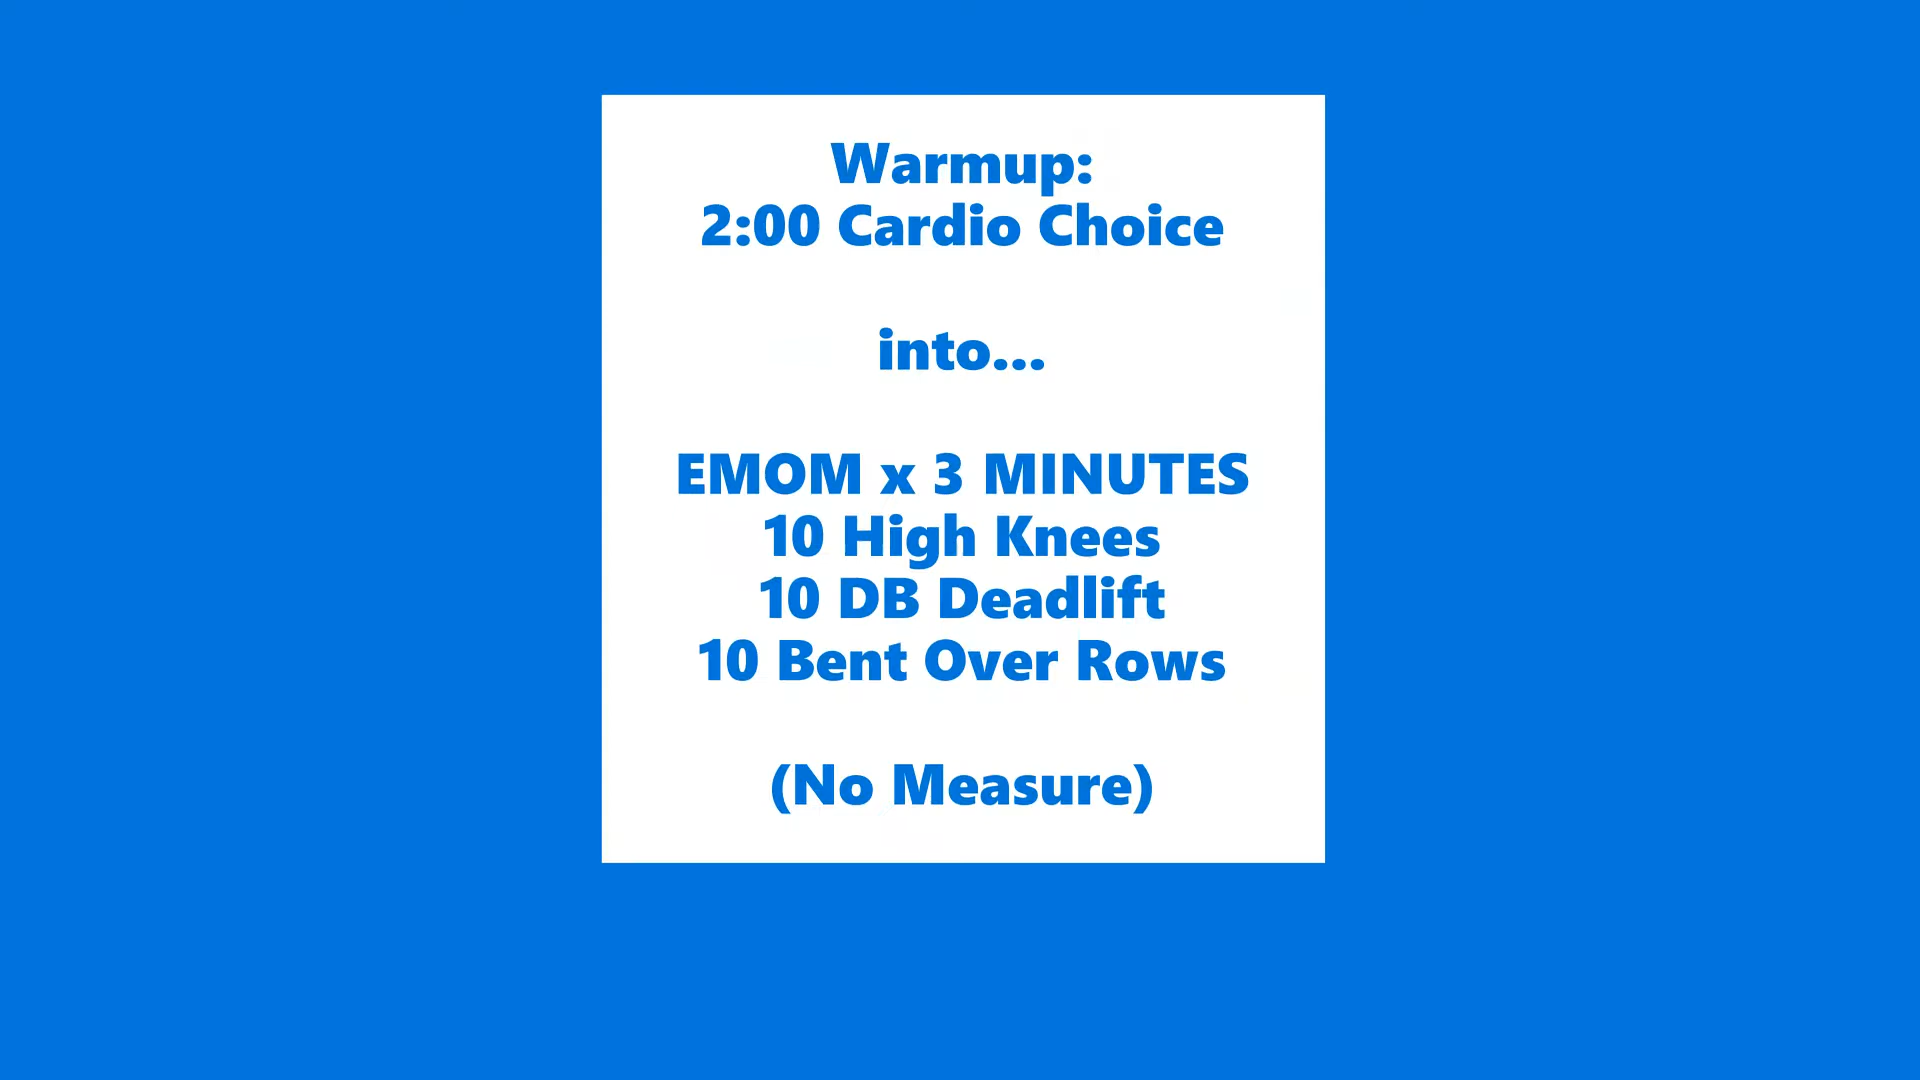 Warmup:
2:00 Cardio Choice
into...
EMOM x 3 MINUTES
10 High Knees
10 DB Deadlift
10 Bent Over Rows
(No Measure)